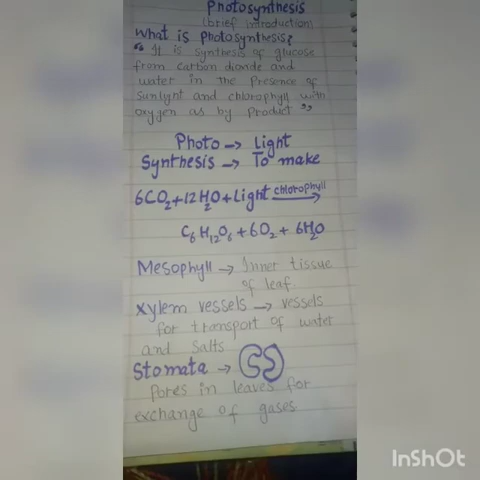 Photosynthesis
(brief introduction)
What is Photosynthesis?
"It is synthesis of glucose
from carbon dioxide and
water in the Presence of
Sunlight and chlorophyll with
oxygen as by Product"
Photo → Light
Synthesis → To make
6CO₂+12H₂O+Light chlorophyll→
C₆H₁₂O₆+6O₂+6H₂O
Mesophyll → Inner tissue
of leaf.
Xylem vessels → vessels
for transport of water
and salts
Stomata →
Pores in leaves for
exchange of gases.
InShOt